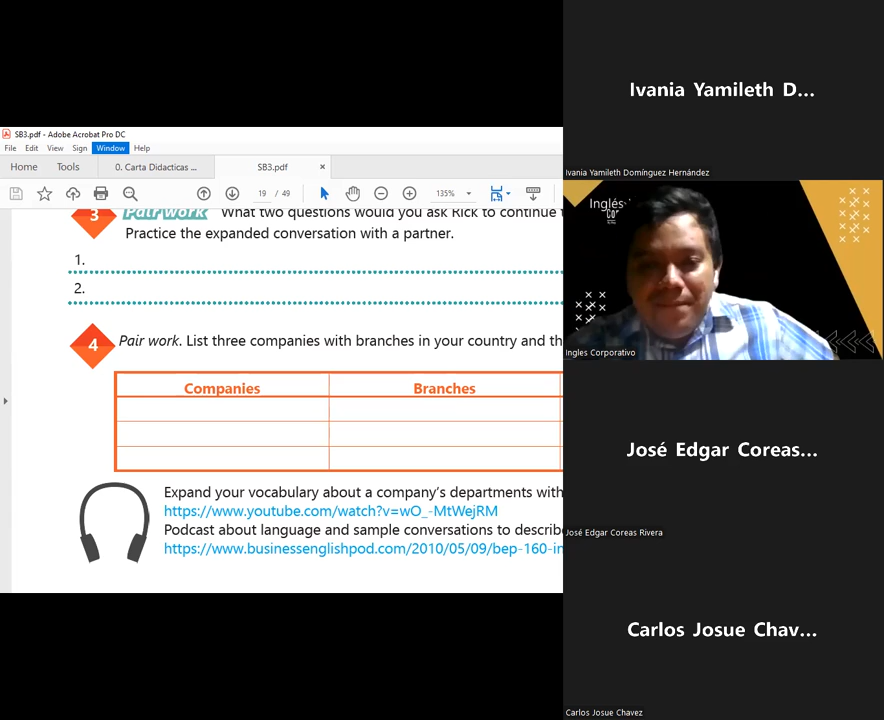 SB3.pdf - Adobe Acrobat Pro DC
File Edit View Sign Window Help
Home Tools 0. Carta Didacticas ... SB3.pdf ×
19 / 49 135%
3 Pair work What two questions would you ask Rick to continue
Practice the expanded conversation with a partner.
1.
2.
4 Pair work. List three companies with branches in your country and th
Companies Branches
Expand your vocabulary about a company's departments with
https://www.youtube.com/watch?v=wO_-MtWejRM
Podcast about language and sample conversations to describe
https://www.businessenglishpod.com/2010/05/09/bep-160-in
Ivania Yamileth D...
Ivania Yamileth Domínguez Hernández
Inglés
Ingles Corporativo
José Edgar Coreas...
José Edgar Coreas Rivera
Carlos Josue Chav...
Carlos Josue Chavez